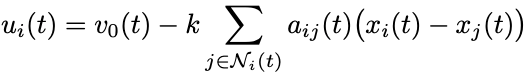 $u_i(t) = v_0(t) - k \sum_{j \in \mathcal{N}_i(t)} a_{ij}(t)\big(x_i(t) - x_j(t)\big)$